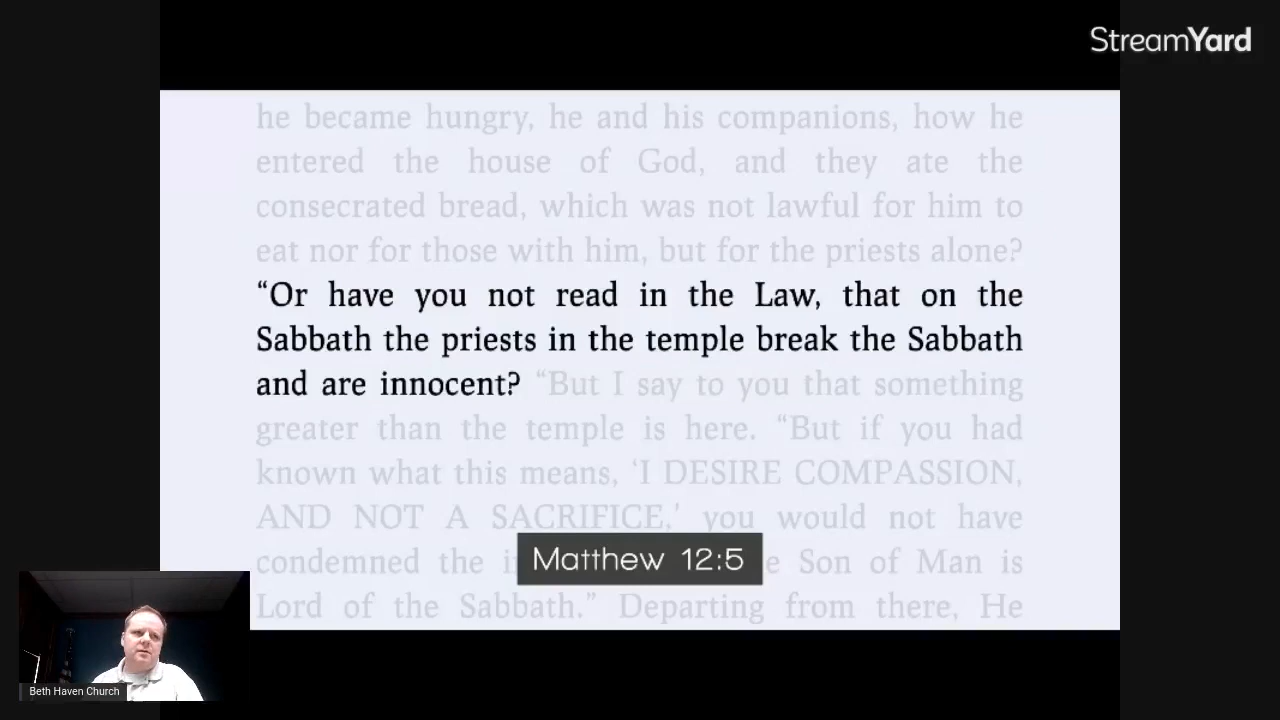 StreamYard
he became hungry, he and his companions, how he
entered the house of God, and they ate the
consecrated bread, which was not lawful for him to
eat nor for those with him, but for the priests alone?
“Or have you not read in the Law, that on the
Sabbath the priests in the temple break the Sabbath
and are innocent? “But I say to you that something
greater than the temple is here. “But if you had
known what this means, ‘I DESIRE COMPASSION,
AND NOT A SACRIFICE,’ you would not have
condemned the
Son of Man is
Matthew 12:5
Lord of the Sabbath.” Departing from there, He
Beth Haven Church